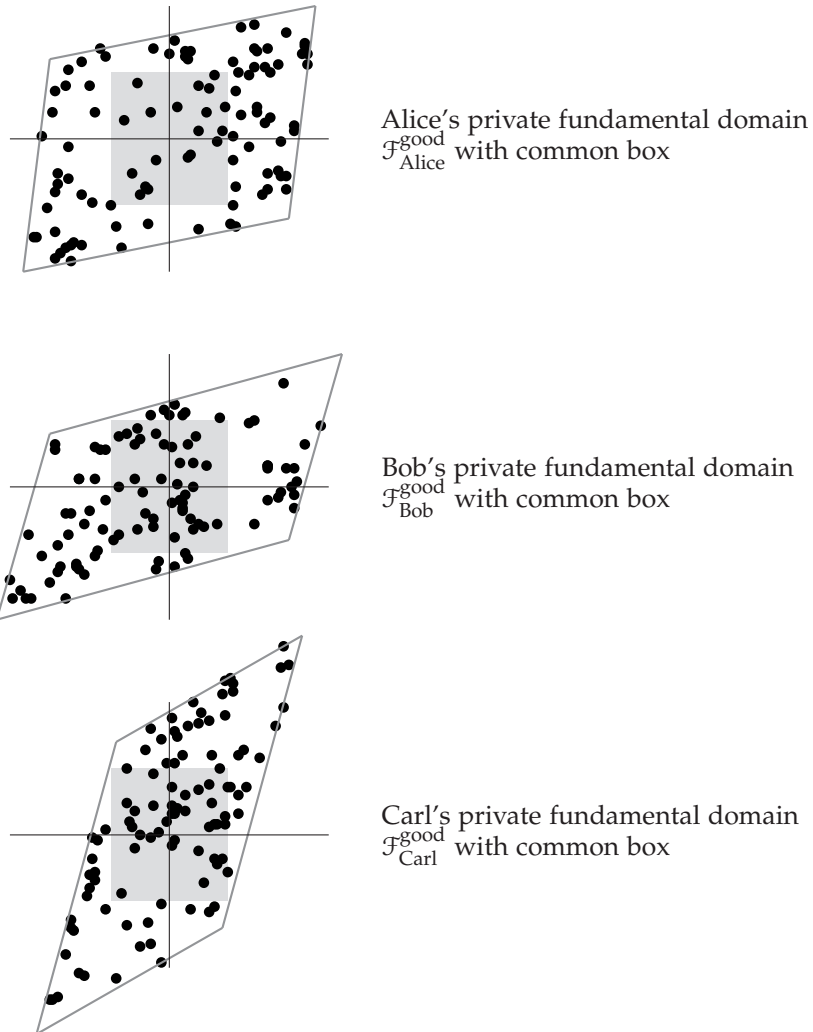 Alice's private fundamental domain
ℱ^good_Alice with common box
Bob's private fundamental domain
ℱ^good_Bob with common box
Carl's private fundamental domain
ℱ^good_Carl with common box